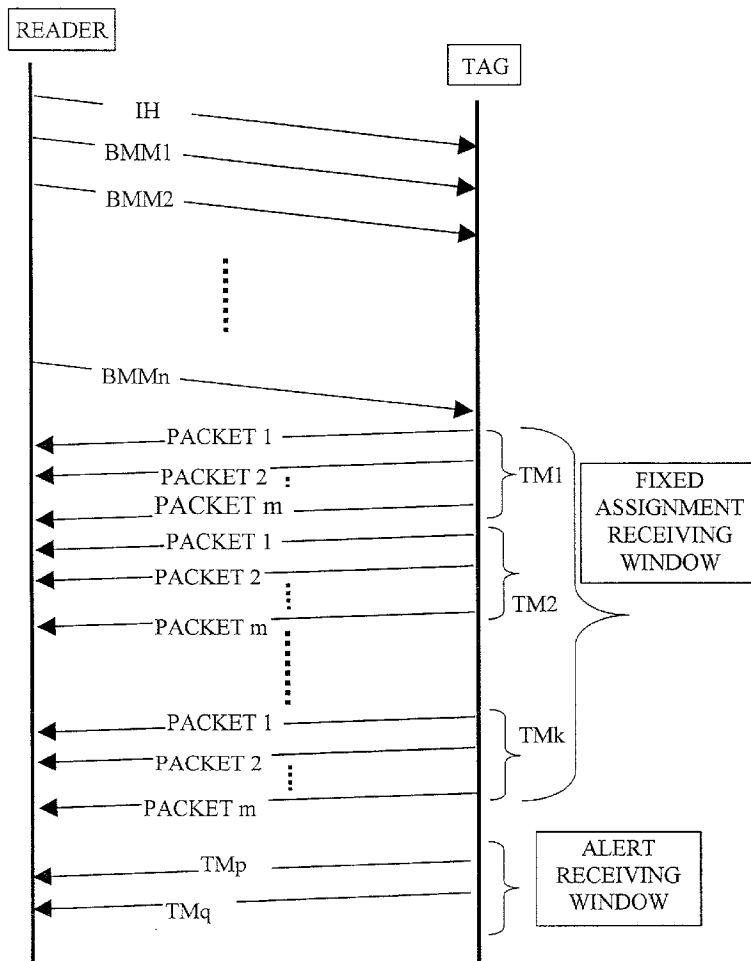 READER
TAG
IH
BMM1
BMM2
BMMn
PACKET 1
PACKET 2
PACKET m
TM1
PACKET 1
PACKET 2
PACKET m
TM2
PACKET 1
PACKET 2
PACKET m
TMk
FIXED
ASSIGNMENT
RECEIVING
WINDOW
TMp
TMq
ALERT
RECEIVING
WINDOW